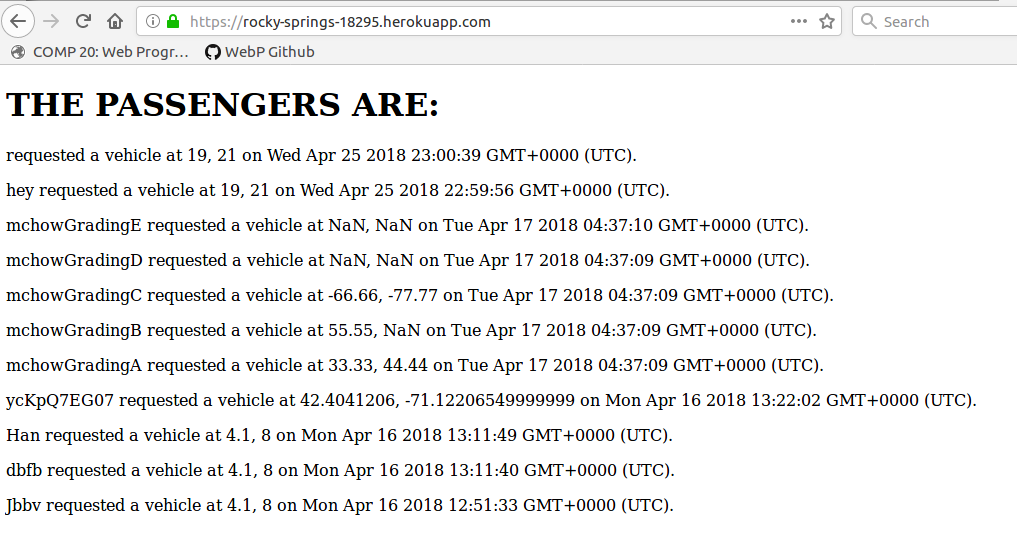 https://rocky-springs-18295.herokuapp.com
Search
COMP 20: Web Progr… WebP Github
THE PASSENGERS ARE:
requested a vehicle at 19, 21 on Wed Apr 25 2018 23:00:39 GMT+0000 (UTC).
hey requested a vehicle at 19, 21 on Wed Apr 25 2018 22:59:56 GMT+0000 (UTC).
mchowGradingE requested a vehicle at NaN, NaN on Tue Apr 17 2018 04:37:10 GMT+0000 (UTC).
mchowGradingD requested a vehicle at NaN, NaN on Tue Apr 17 2018 04:37:09 GMT+0000 (UTC).
mchowGradingC requested a vehicle at -66.66, -77.77 on Tue Apr 17 2018 04:37:09 GMT+0000 (UTC).
mchowGradingB requested a vehicle at 55.55, NaN on Tue Apr 17 2018 04:37:09 GMT+0000 (UTC).
mchowGradingA requested a vehicle at 33.33, 44.44 on Tue Apr 17 2018 04:37:09 GMT+0000 (UTC).
ycKpQ7EG07 requested a vehicle at 42.4041206, -71.12206549999999 on Mon Apr 16 2018 13:22:02 GMT+0000 (UTC).
Han requested a vehicle at 4.1, 8 on Mon Apr 16 2018 13:11:49 GMT+0000 (UTC).
dbfb requested a vehicle at 4.1, 8 on Mon Apr 16 2018 13:11:40 GMT+0000 (UTC).
Jbbv requested a vehicle at 4.1, 8 on Mon Apr 16 2018 12:51:33 GMT+0000 (UTC).